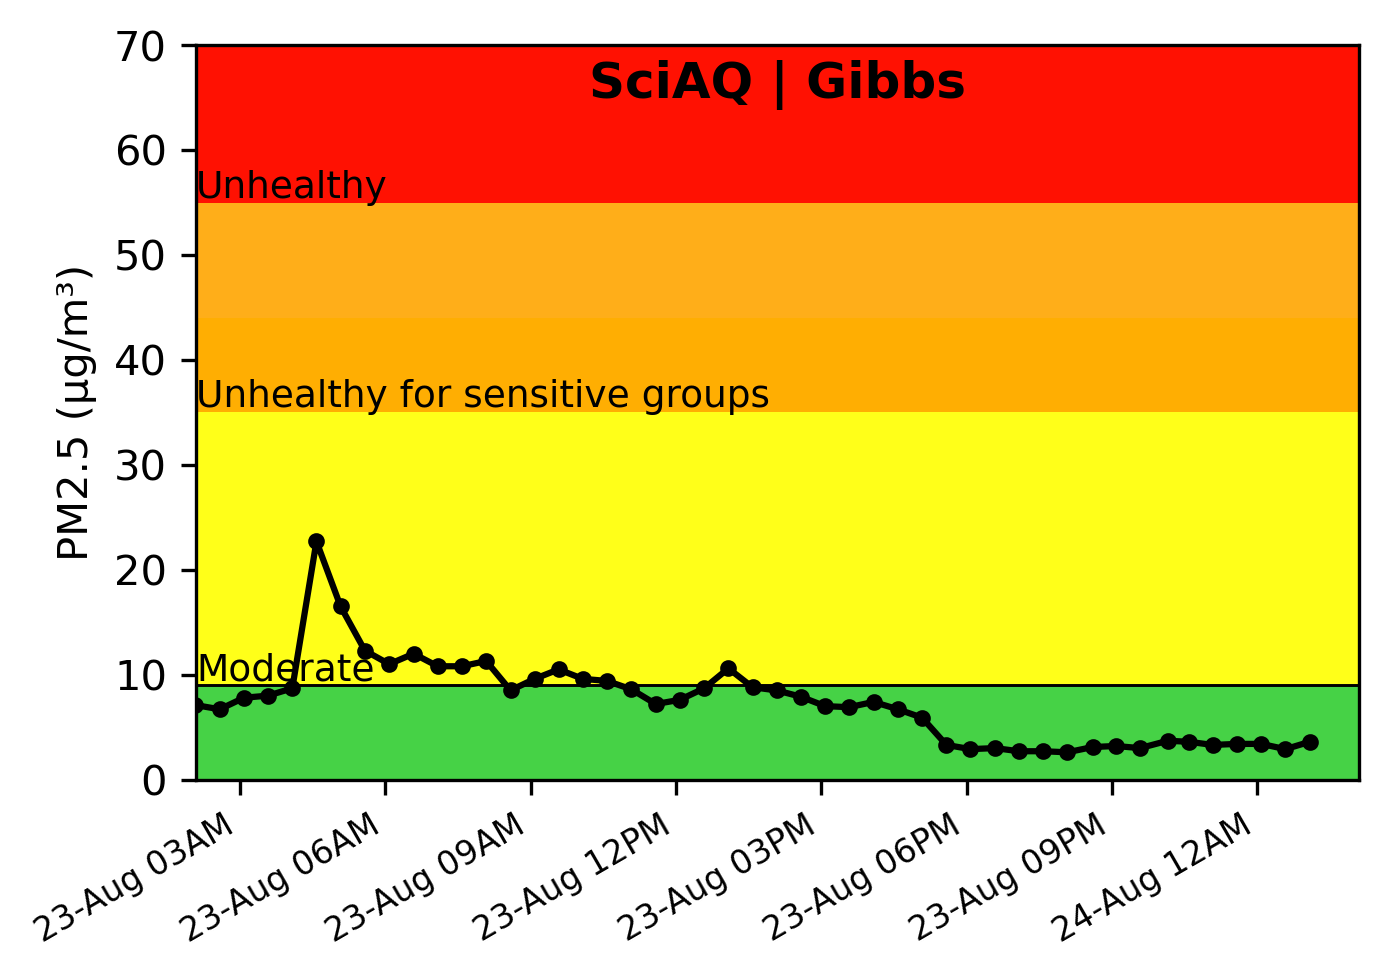 SciAQ | Gibbs
PM2.5 (µg/m³)
70
60
50
40
30
20
10
0
Unhealthy
Unhealthy for sensitive groups
Moderate
23-Aug 03AM
23-Aug 06AM
23-Aug 09AM
23-Aug 12PM
23-Aug 03PM
23-Aug 06PM
23-Aug 09PM
24-Aug 12AM